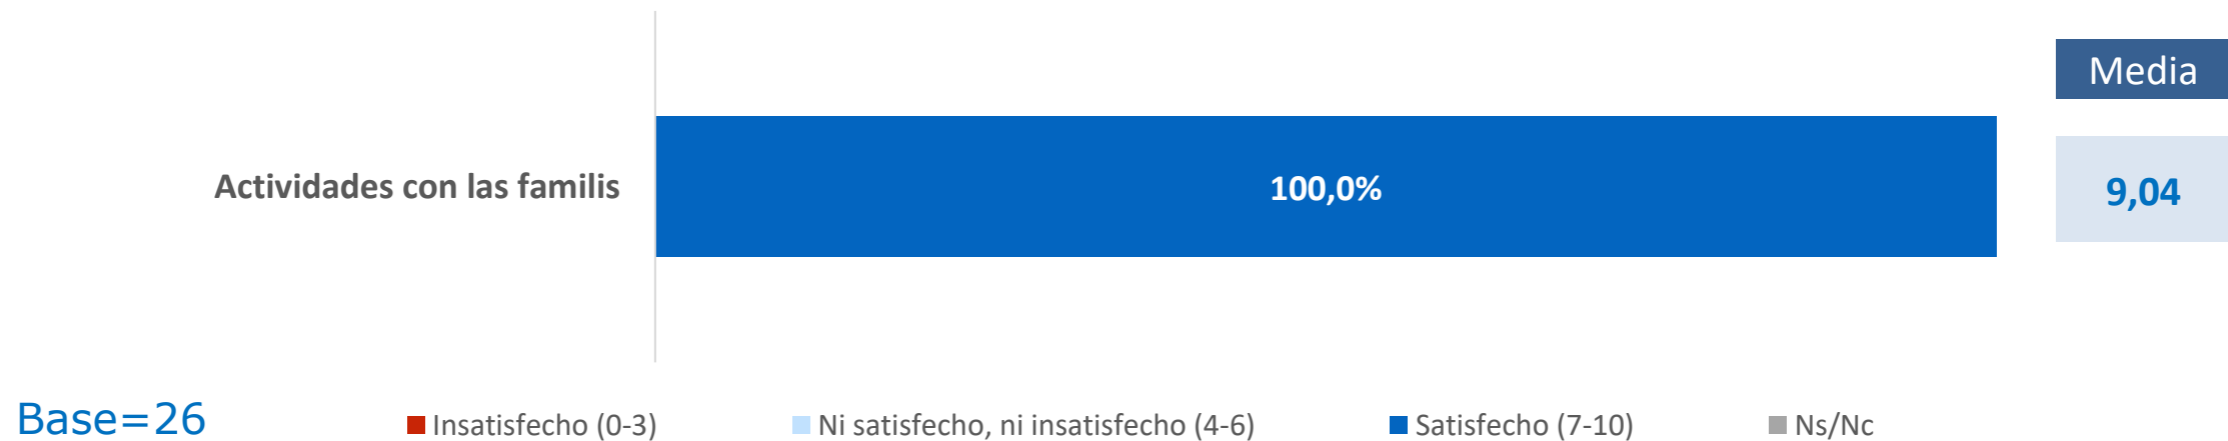 Media
Actividades con las familis
100,0%
9,04
Base=26
Insatisfecho (0-3)
Ni satisfecho, ni insatisfecho (4-6)
Satisfecho (7-10)
Ns/Nc